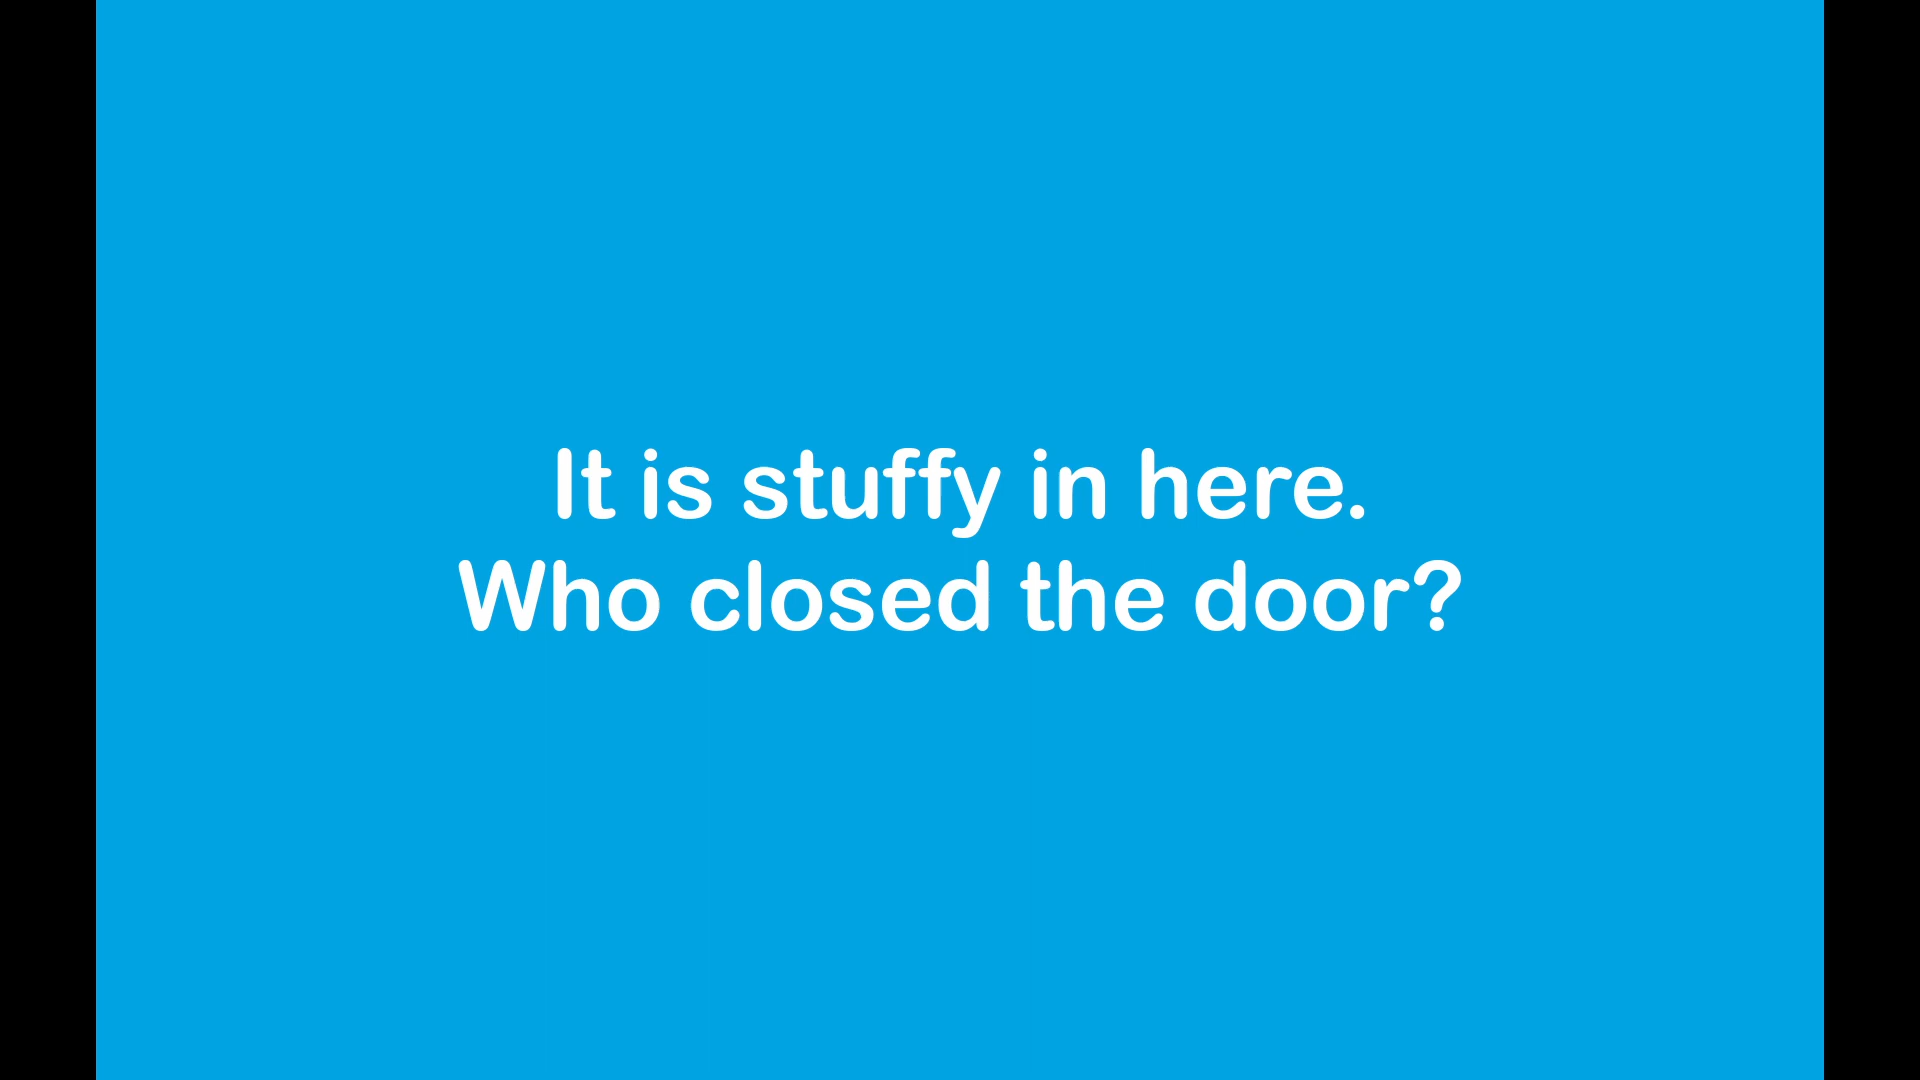 It is stuffy in here.
Who closed the door?